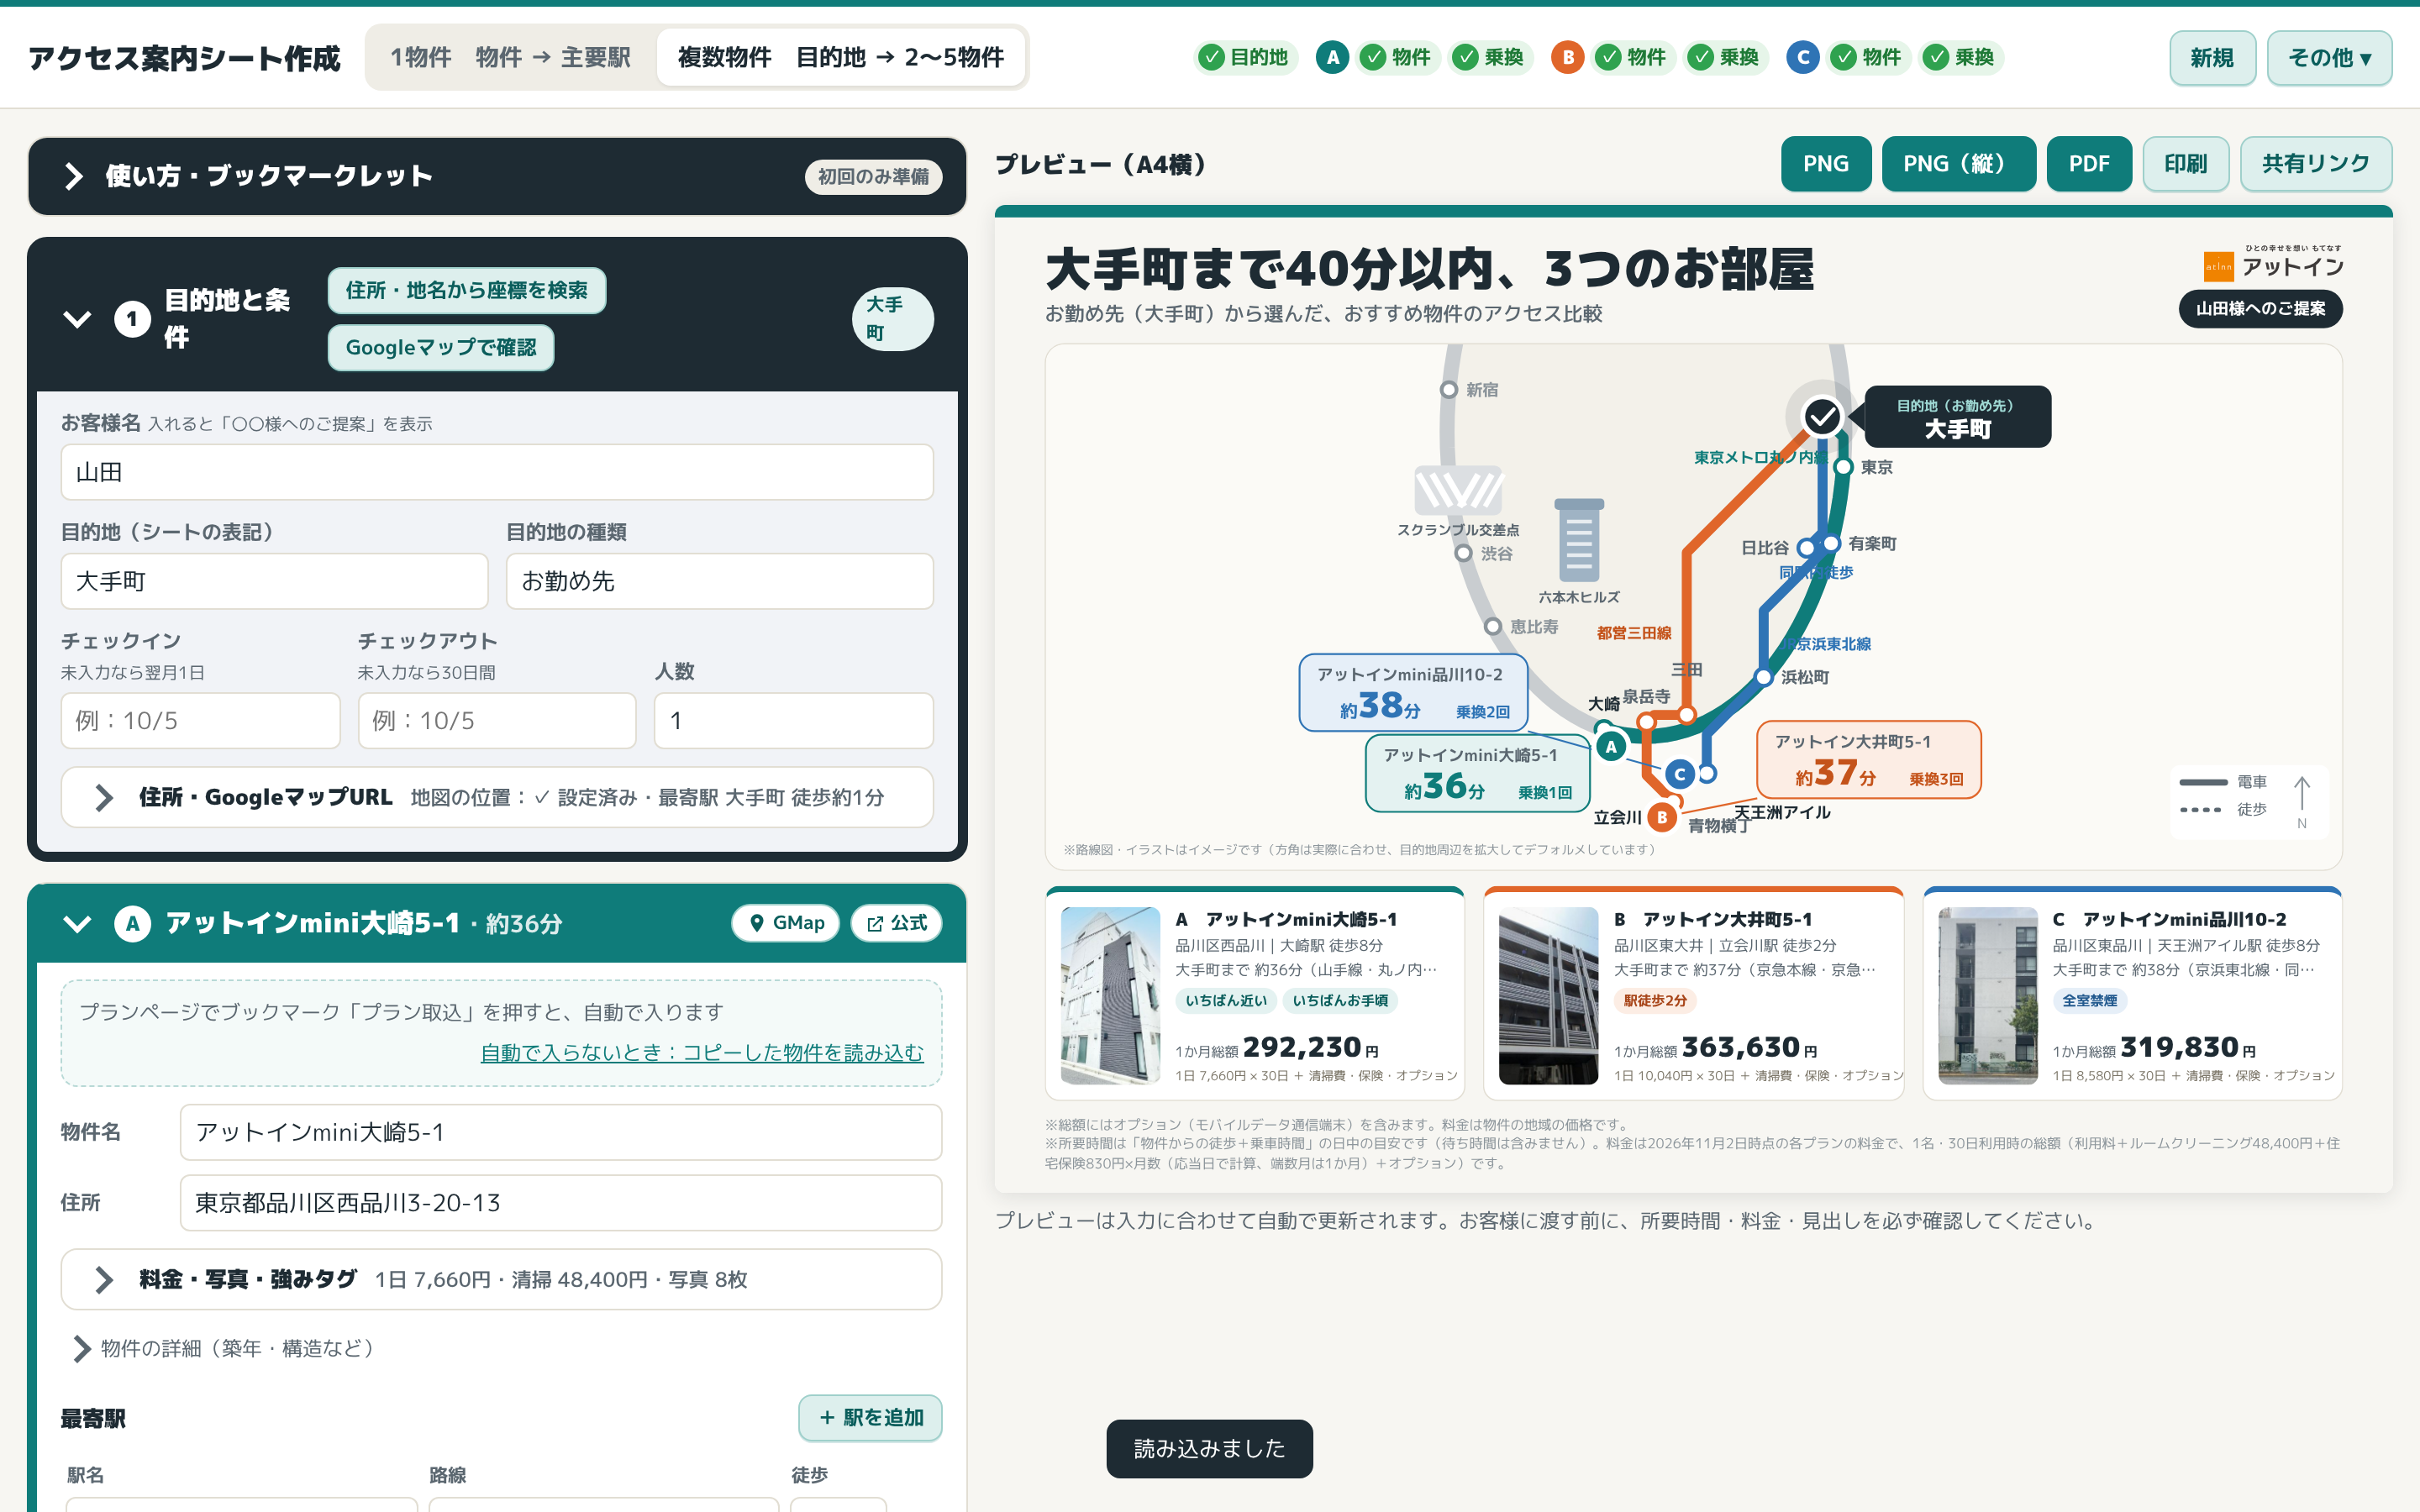 アクセス案内シート作成
1物件 物件 → 主要駅
複数物件 目的地 → 2〜5物件
目的地 A 物件 乗換 B 物件 乗換 C 物件 乗換
新規
その他 ▾
使い方・ブックマークレット
初回のみ準備
1 目的地と条件
住所・地名から座標を検索
Googleマップで確認
大手町
お客様名 入れると「〇〇様へのご提案」を表示
山田
目的地（シートの表記）
目的地の種類
大手町
お勤め先
チェックイン
未入力なら翌月1日
チェックアウト
未入力なら30日間
人数
例：10/5
例：10/5
1
住所・GoogleマップURL 地図の位置：✓ 設定済み・最寄駅 大手町 徒歩約1分
A アットインmini大崎5-1・約36分
GMap
公式
プランページでブックマーク「プラン取込」を押すと、自動で入ります
自動で入らないとき：コピーした物件を読み込む
物件名
アットインmini大崎5-1
住所
東京都品川区西品川3-20-13
料金・写真・強みタグ 1日 7,660円・清掃 48,400円・写真 8枚
物件の詳細（築年・構造など）
最寄駅
＋ 駅を追加
駅名
路線
徒歩
プレビュー（A4横）
PNG
PNG（縦）
PDF
印刷
共有リンク
大手町まで40分以内、3つのお部屋
お勤め先（大手町）から選んだ、おすすめ物件のアクセス比較
ひとの幸せを想い もてなす
at inn アットイン
山田様へのご提案
新宿
目的地（お勤め先）
大手町
東京メトロ丸ノ内線
東京
スクランブル交差点
渋谷
六本木ヒルズ
日比谷
有楽町
恵比寿
都営三田線
JR京浜東北線
三田
浜松町
アットインmini品川10-2
約38分 乗換2回
大崎
泉岳寺
アットインmini大崎5-1
約36分 乗換1回
A
C
アットイン大井町5-1
約37分 乗換3回
立会川
B
青物横丁
天王洲アイル
電車
徒歩
N
※路線図・イラストはイメージです（方角は実際に合わせ、目的地周辺を拡大してデフォルメしています）
A アットインmini大崎5-1
品川区西品川｜大崎駅 徒歩8分
大手町まで 約36分（山手線・丸ノ内…
いちばん近い
いちばんお手頃
1か月総額 292,230 円
1日 7,660円 × 30日 ＋ 清掃費・保険・オプション
B アットイン大井町5-1
品川区東大井｜立会川駅 徒歩2分
大手町まで 約37分（京急本線・京急…
駅徒歩2分
1か月総額 363,630 円
1日 10,040円 × 30日 ＋ 清掃費・保険・オプション
C アットインmini品川10-2
品川区東品川｜天王洲アイル駅 徒歩8分
大手町まで 約38分（京浜東北線・同…
全室禁煙
1か月総額 319,830 円
1日 8,580円 × 30日 ＋ 清掃費・保険・オプション
※総額にはオプション（モバイルデータ通信端末）を含みます。料金は物件の地域の価格です。
※所要時間は「物件からの徒歩＋乗車時間」の日中の目安です（待ち時間は含みません）。料金は2026年11月2日時点の各プランの料金で、1名・30日利用時の総額（利用料＋ルームクリーニング48,400円＋住
宅保険830円×月数（応当日で計算、端数月は1か月）＋オプション）です。
プレビューは入力に合わせて自動で更新されます。お客様に渡す前に、所要時間・料金・見出しを必ず確認してください。
読み込みました